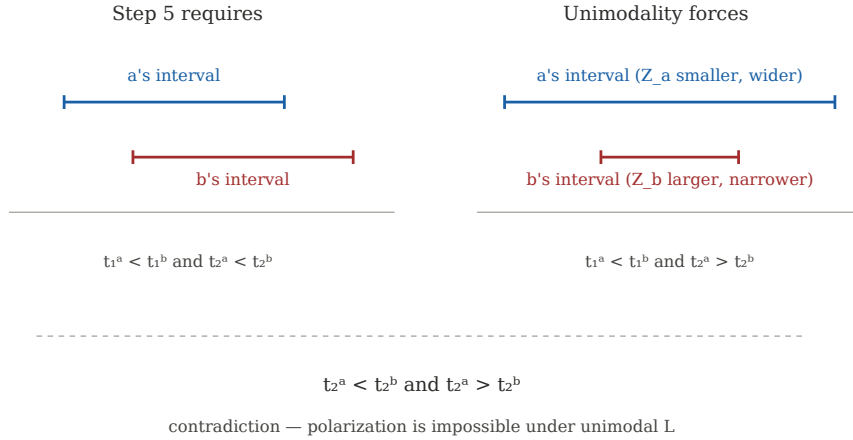 Step 5 requires
Unimodality forces
a's interval
a's interval (Z_a smaller, wider)
b's interval
b's interval (Z_b larger, narrower)
t₁ᵃ < t₁ᵇ and t₂ᵃ < t₂ᵇ
t₁ᵃ < t₁ᵇ and t₂ᵃ > t₂ᵇ
t₂ᵃ < t₂ᵇ and t₂ᵃ > t₂ᵇ
contradiction — polarization is impossible under unimodal L